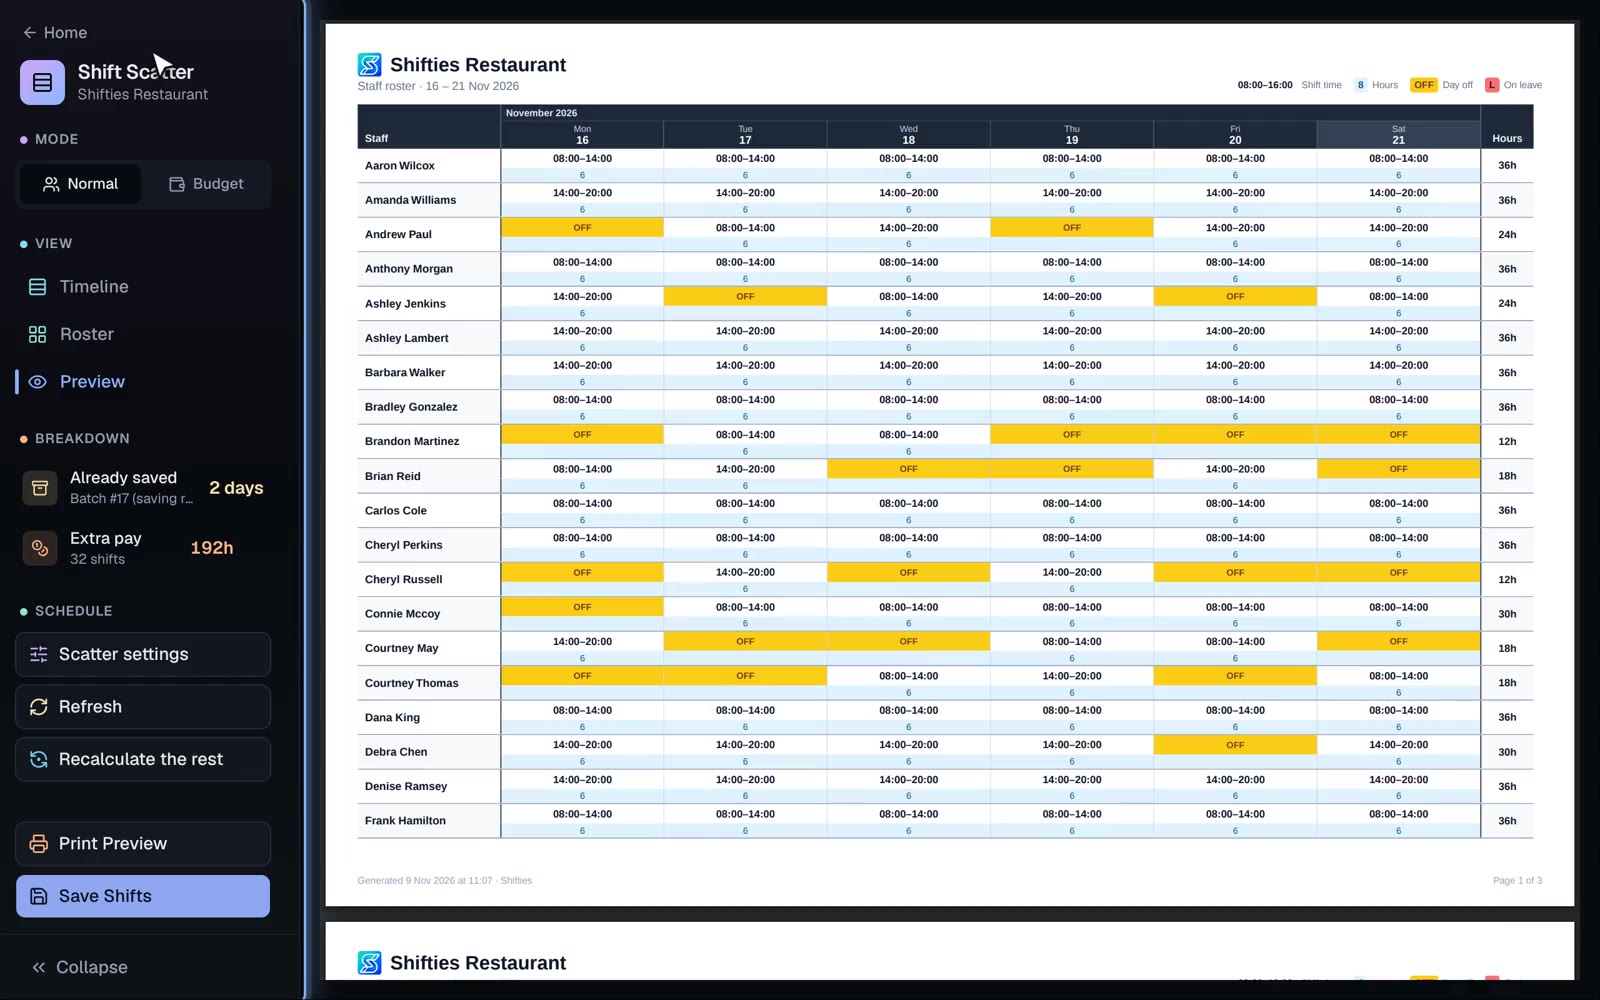 Home
Shift Scatter
Shifties Restaurant
MODE
Normal Budget
VIEW
Timeline
Roster
Preview
BREAKDOWN
Already saved
Batch #17 (saving r... 2 days
Extra pay
32 shifts 192h
SCHEDULE
Scatter settings
Refresh
Recalculate the rest
Print Preview
Save Shifts
Collapse
Shifties Restaurant
Staff roster · 16 – 21 Nov 2026
08:00–16:00 Shift time 8 Hours OFF Day off L On leave
November 2026
Staff Mon 16 Tue 17 Wed 18 Thu 19 Fri 20 Sat 21 Hours
Aaron Wilcox 08:00–14:00 08:00–14:00 08:00–14:00 08:00–14:00 08:00–14:00 08:00–14:00 36h
6 6 6 6 6 6
Amanda Williams 14:00–20:00 14:00–20:00 14:00–20:00 14:00–20:00 14:00–20:00 14:00–20:00 36h
6 6 6 6 6 6
Andrew Paul OFF 08:00–14:00 14:00–20:00 OFF 14:00–20:00 14:00–20:00 24h
6 6 6 6
Anthony Morgan 08:00–14:00 08:00–14:00 08:00–14:00 08:00–14:00 08:00–14:00 08:00–14:00 36h
6 6 6 6 6 6
Ashley Jenkins 14:00–20:00 OFF 08:00–14:00 14:00–20:00 OFF 08:00–14:00 24h
6 6 6 6
Ashley Lambert 14:00–20:00 14:00–20:00 14:00–20:00 14:00–20:00 14:00–20:00 14:00–20:00 36h
6 6 6 6 6 6
Barbara Walker 14:00–20:00 14:00–20:00 14:00–20:00 14:00–20:00 14:00–20:00 14:00–20:00 36h
6 6 6 6 6 6
Bradley Gonzalez 08:00–14:00 08:00–14:00 08:00–14:00 08:00–14:00 08:00–14:00 08:00–14:00 36h
6 6 6 6 6 6
Brandon Martinez OFF 08:00–14:00 08:00–14:00 OFF OFF OFF 12h
6 6
Brian Reid 08:00–14:00 14:00–20:00 OFF OFF 14:00–20:00 OFF 18h
6 6 6
Carlos Cole 08:00–14:00 08:00–14:00 08:00–14:00 08:00–14:00 08:00–14:00 08:00–14:00 36h
6 6 6 6 6 6
Cheryl Perkins 08:00–14:00 08:00–14:00 08:00–14:00 08:00–14:00 08:00–14:00 08:00–14:00 36h
6 6 6 6 6 6
Cheryl Russell OFF 14:00–20:00 OFF 14:00–20:00 OFF OFF 12h
6 6
Connie Mccoy OFF 08:00–14:00 08:00–14:00 08:00–14:00 08:00–14:00 08:00–14:00 30h
6 6 6 6 6
Courtney May 14:00–20:00 OFF OFF 08:00–14:00 08:00–14:00 OFF 18h
6 6 6
Courtney Thomas OFF OFF 08:00–14:00 14:00–20:00 OFF 08:00–14:00 18h
6 6 6
Dana King 08:00–14:00 08:00–14:00 08:00–14:00 08:00–14:00 08:00–14:00 08:00–14:00 36h
6 6 6 6 6 6
Debra Chen 14:00–20:00 14:00–20:00 14:00–20:00 14:00–20:00 OFF 14:00–20:00 30h
6 6 6 6 6
Denise Ramsey 14:00–20:00 14:00–20:00 14:00–20:00 14:00–20:00 14:00–20:00 14:00–20:00 36h
6 6 6 6 6 6
Frank Hamilton 08:00–14:00 08:00–14:00 08:00–14:00 08:00–14:00 08:00–14:00 08:00–14:00 36h
6 6 6 6 6 6
Generated 9 Nov 2026 at 11:07 · Shifties
Page 1 of 3
Shifties Restaurant